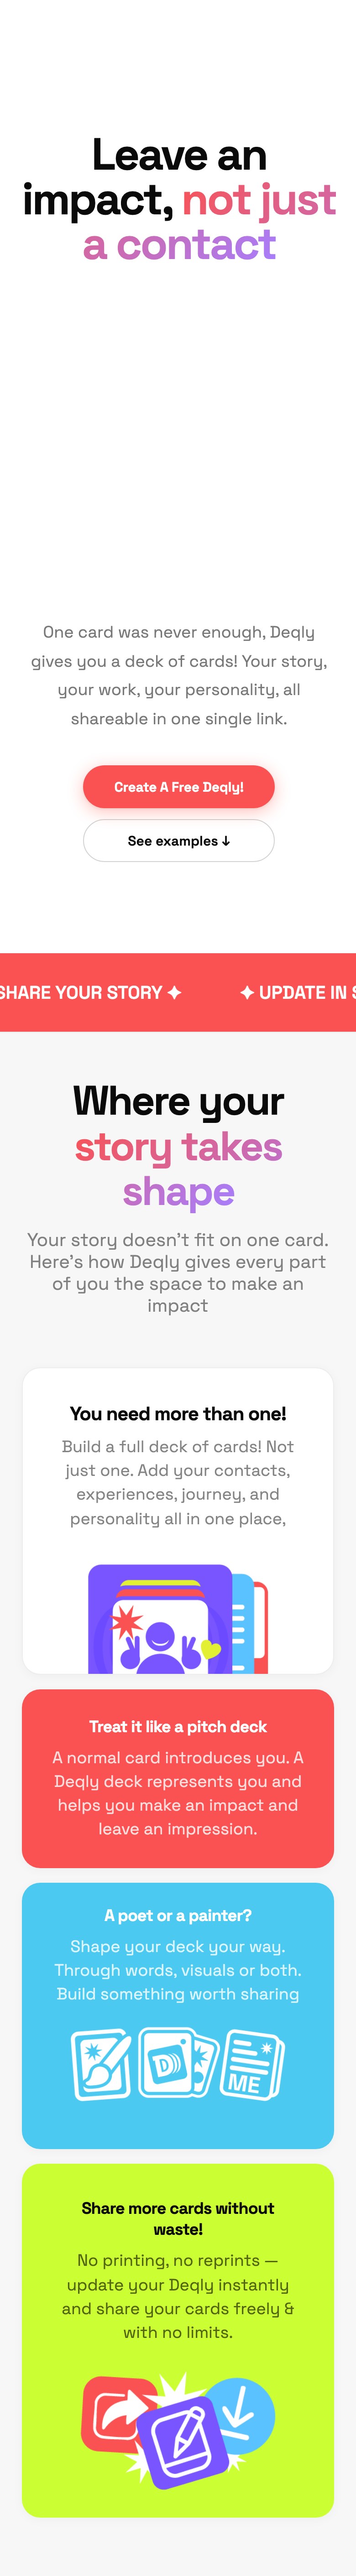 Leave an
impact, not just
a contact
One card was never enough, Deqly
gives you a deck of cards! Your story,
your work, your personality, all
shareable in one single link.
Create A Free Deqly!
See examples ↓
SHARE YOUR STORY ✦
✦ UPDATE IN S
Where your
story takes
shape
Your story doesn't fit on one card.
Here's how Deqly gives every part
of you the space to make an
impact
You need more than one!
Build a full deck of cards! Not
just one. Add your contacts,
experiences, journey, and
personality all in one place,
Treat it like a pitch deck
A normal card introduces you. A
Deqly deck represents you and
helps you make an impact and
leave an impression.
A poet or a painter?
Shape your deck your way.
Through words, visuals or both.
Build something worth sharing
D
ME
Share more cards without
waste!
No printing, no reprints —
update your Deqly instantly
and share your cards freely &
with no limits.